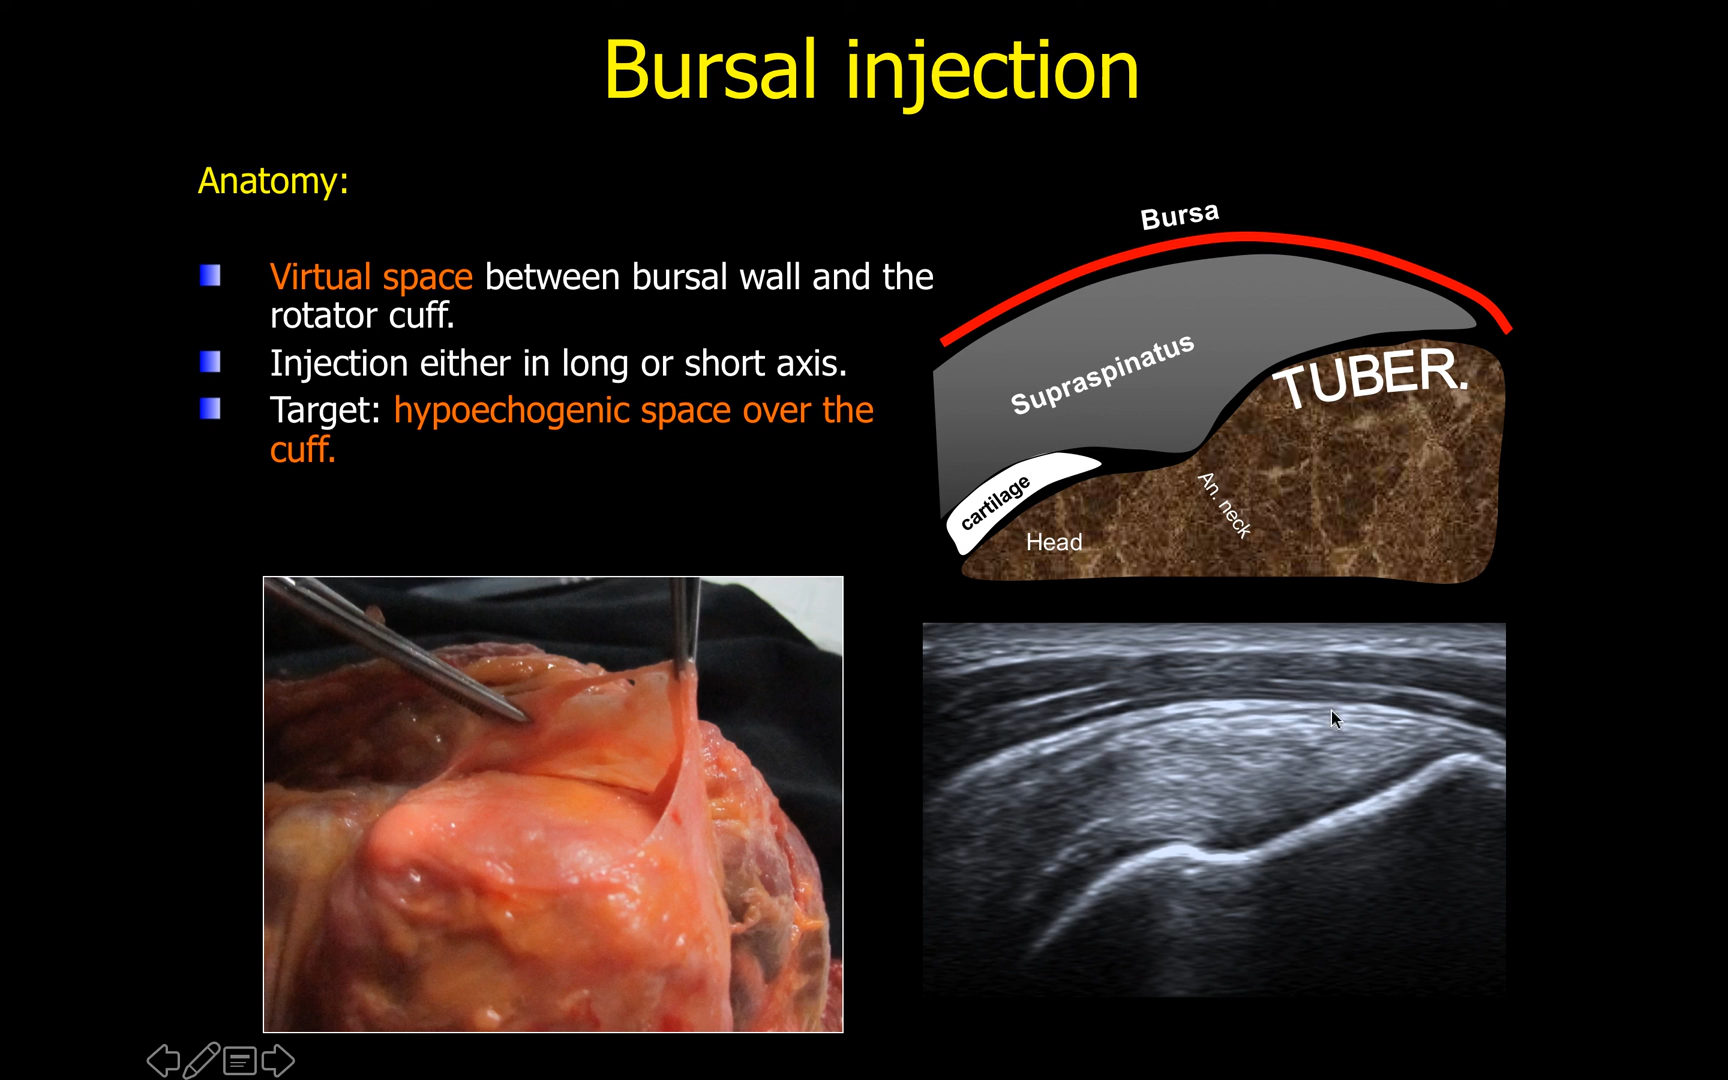 Bursal injection
Anatomy:
Virtual space between bursal wall and the
rotator cuff.
Injection either in long or short axis.
Target: hypoechogenic space over the
cuff.
Bursa
Supraspinatus
TUBER.
cartilage
An. neck
Head